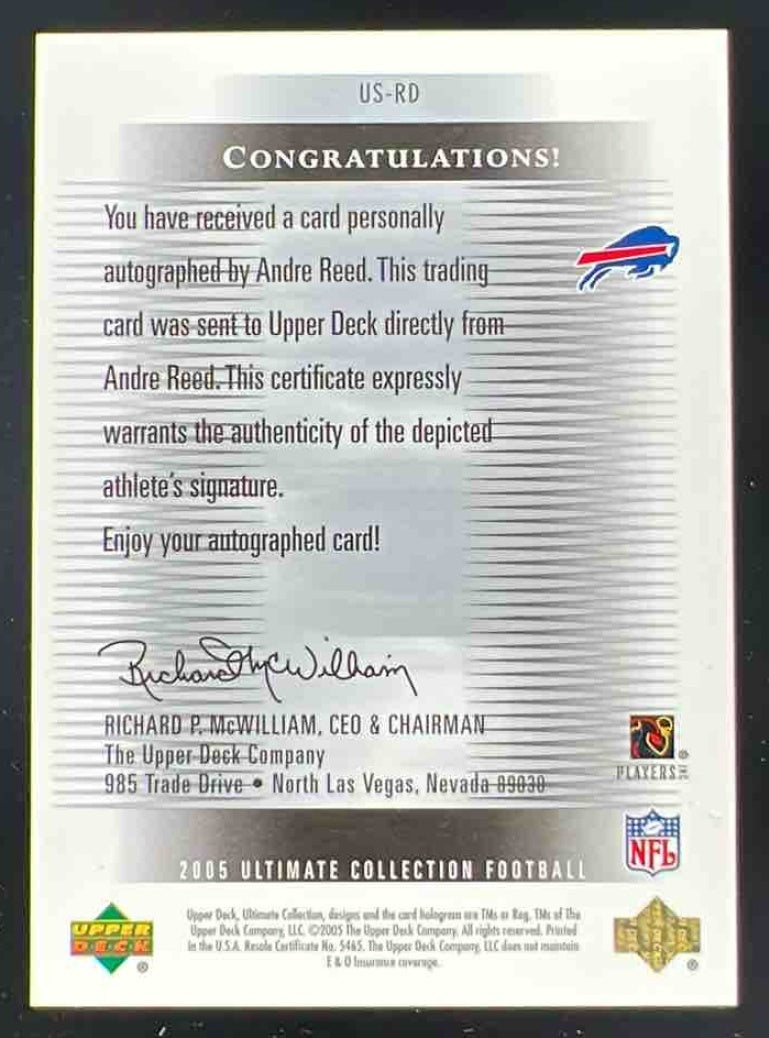 US-RD
CONGRATULATIONS!
You have received a card personally
autographed by Andre Reed. This trading
card was sent to Upper Deck directly from
Andre Reed. This certificate expressly
warrants the authenticity of the depicted
athlete's signature.
Enjoy your autographed card!
Richard McWilliam
RICHARD P. McWILLIAM, CEO & CHAIRMAN
The Upper Deck Company
985 Trade Drive • North Las Vegas, Nevada 89030
PLAYERS INC
NFL
2005 ULTIMATE COLLECTION FOOTBALL
UPPER
DECK
®
Upper Deck, Ultimate Collection, designs and the card hologram are TMs or Reg. TMs of The
Upper Deck Company, LLC. ©2005 The Upper Deck Company. All rights reserved. Printed
in the U.S.A. Resale Certificate No. 5465. The Upper Deck Company, LLC does not maintain
E & O Insurance coverage.
®